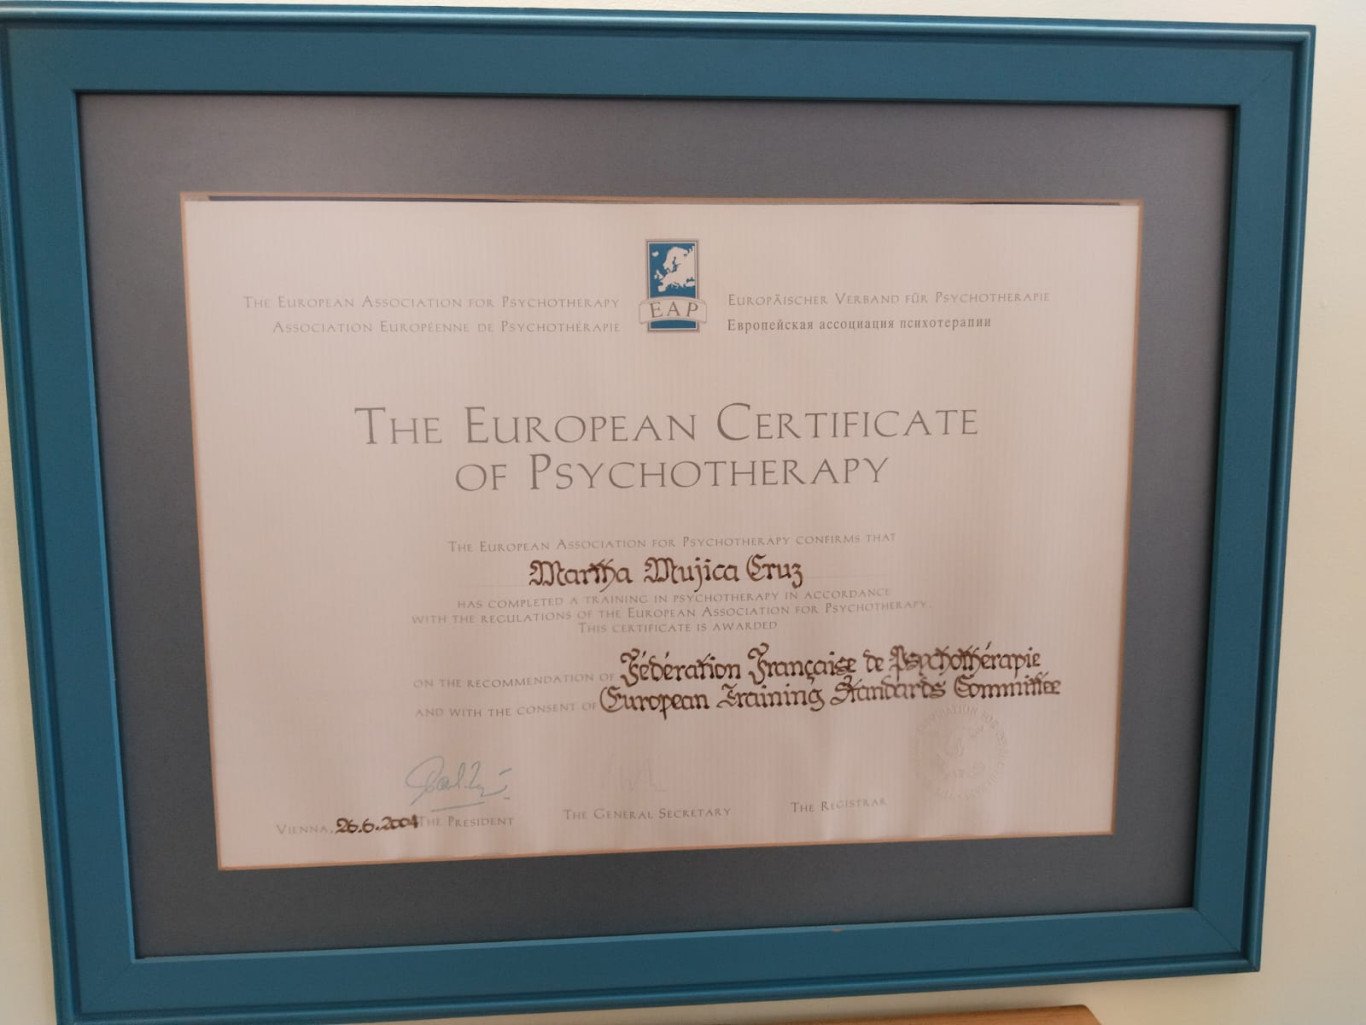 The European Association for Psychotherapy
Association Européenne de Psychothérapie
EAP
Europäischer Verband für Psychotherapie
Европейская ассоциация психотерапии
The European Certificate
of Psychotherapy
The European Association for Psychotherapy confirms that
Martha Mujica Cruz
has completed a training in psychotherapy in accordance
with the regulations of the European Association for Psychotherapy.
This certificate is awarded
on the recommendation of Fédération Française de Psychothérapie
and with the consent of European Training Standards Committee
Vienna, 26.6.2004 The President
The General Secretary
The Registrar